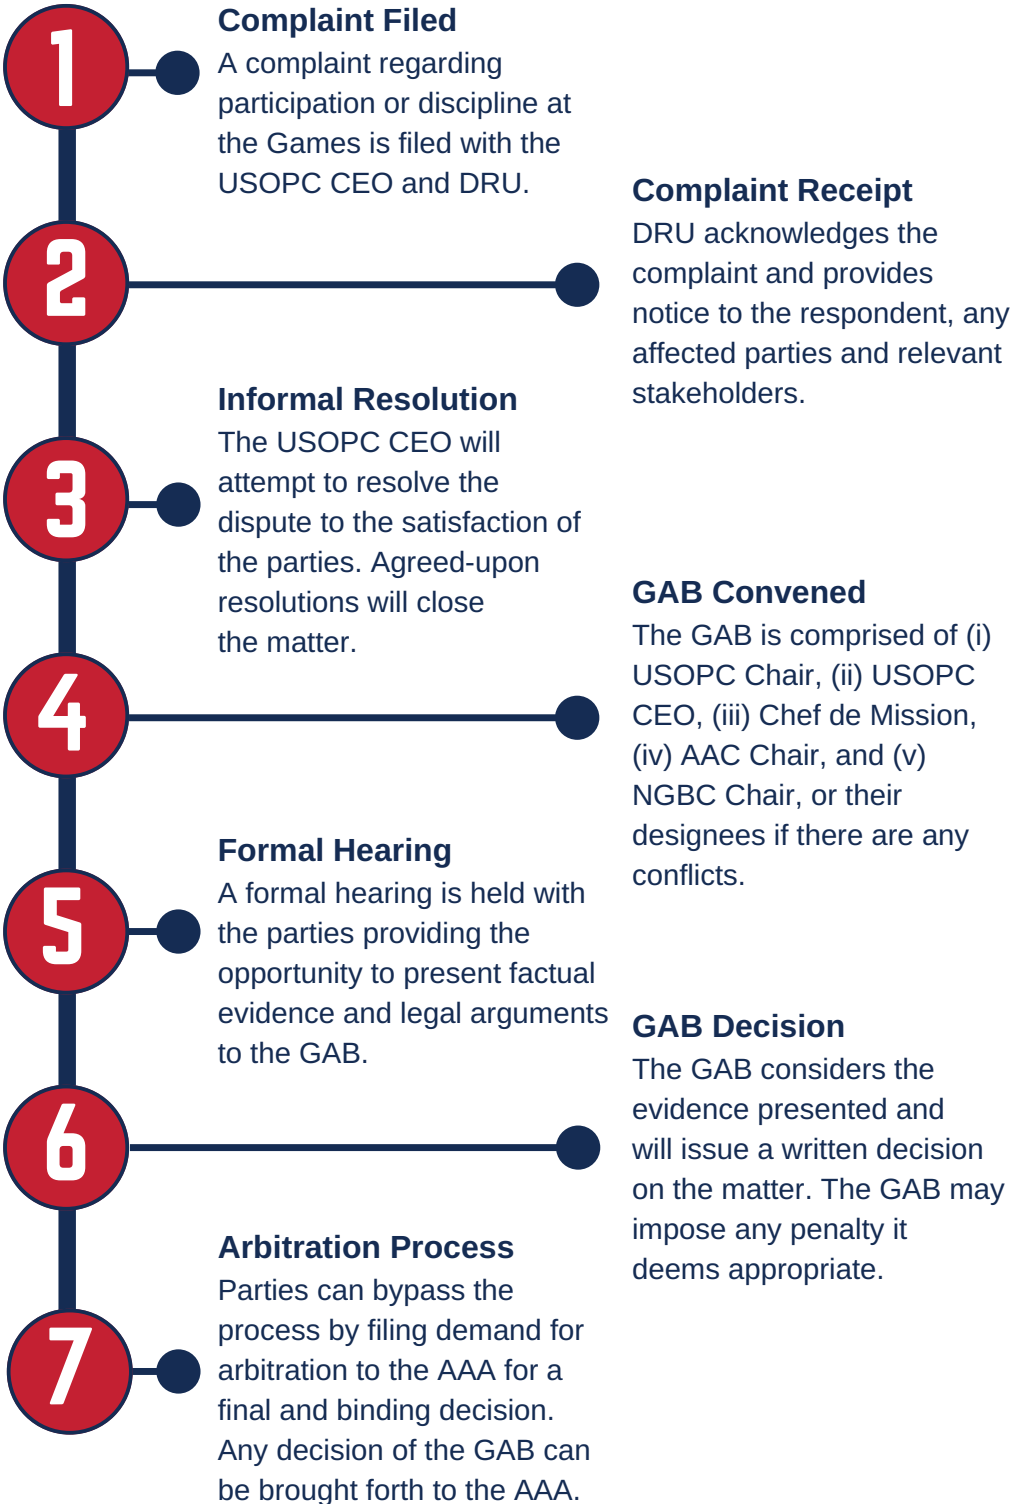 1
Complaint Filed
A complaint regarding
participation or discipline at
the Games is filed with the
USOPC CEO and DRU.
2
Complaint Receipt
DRU acknowledges the
complaint and provides
notice to the respondent, any
affected parties and relevant
stakeholders.
3
Informal Resolution
The USOPC CEO will
attempt to resolve the
dispute to the satisfaction of
the parties. Agreed-upon
resolutions will close
the matter.
4
GAB Convened
The GAB is comprised of (i)
USOPC Chair, (ii) USOPC
CEO, (iii) Chef de Mission,
(iv) AAC Chair, and (v)
NGBC Chair, or their
designees if there are any
conflicts.
5
Formal Hearing
A formal hearing is held with
the parties providing the
opportunity to present factual
evidence and legal arguments
to the GAB.
6
GAB Decision
The GAB considers the
evidence presented and
will issue a written decision
on the matter. The GAB may
impose any penalty it
deems appropriate.
7
Arbitration Process
Parties can bypass the
process by filing demand for
arbitration to the AAA for a
final and binding decision.
Any decision of the GAB can
be brought forth to the AAA.